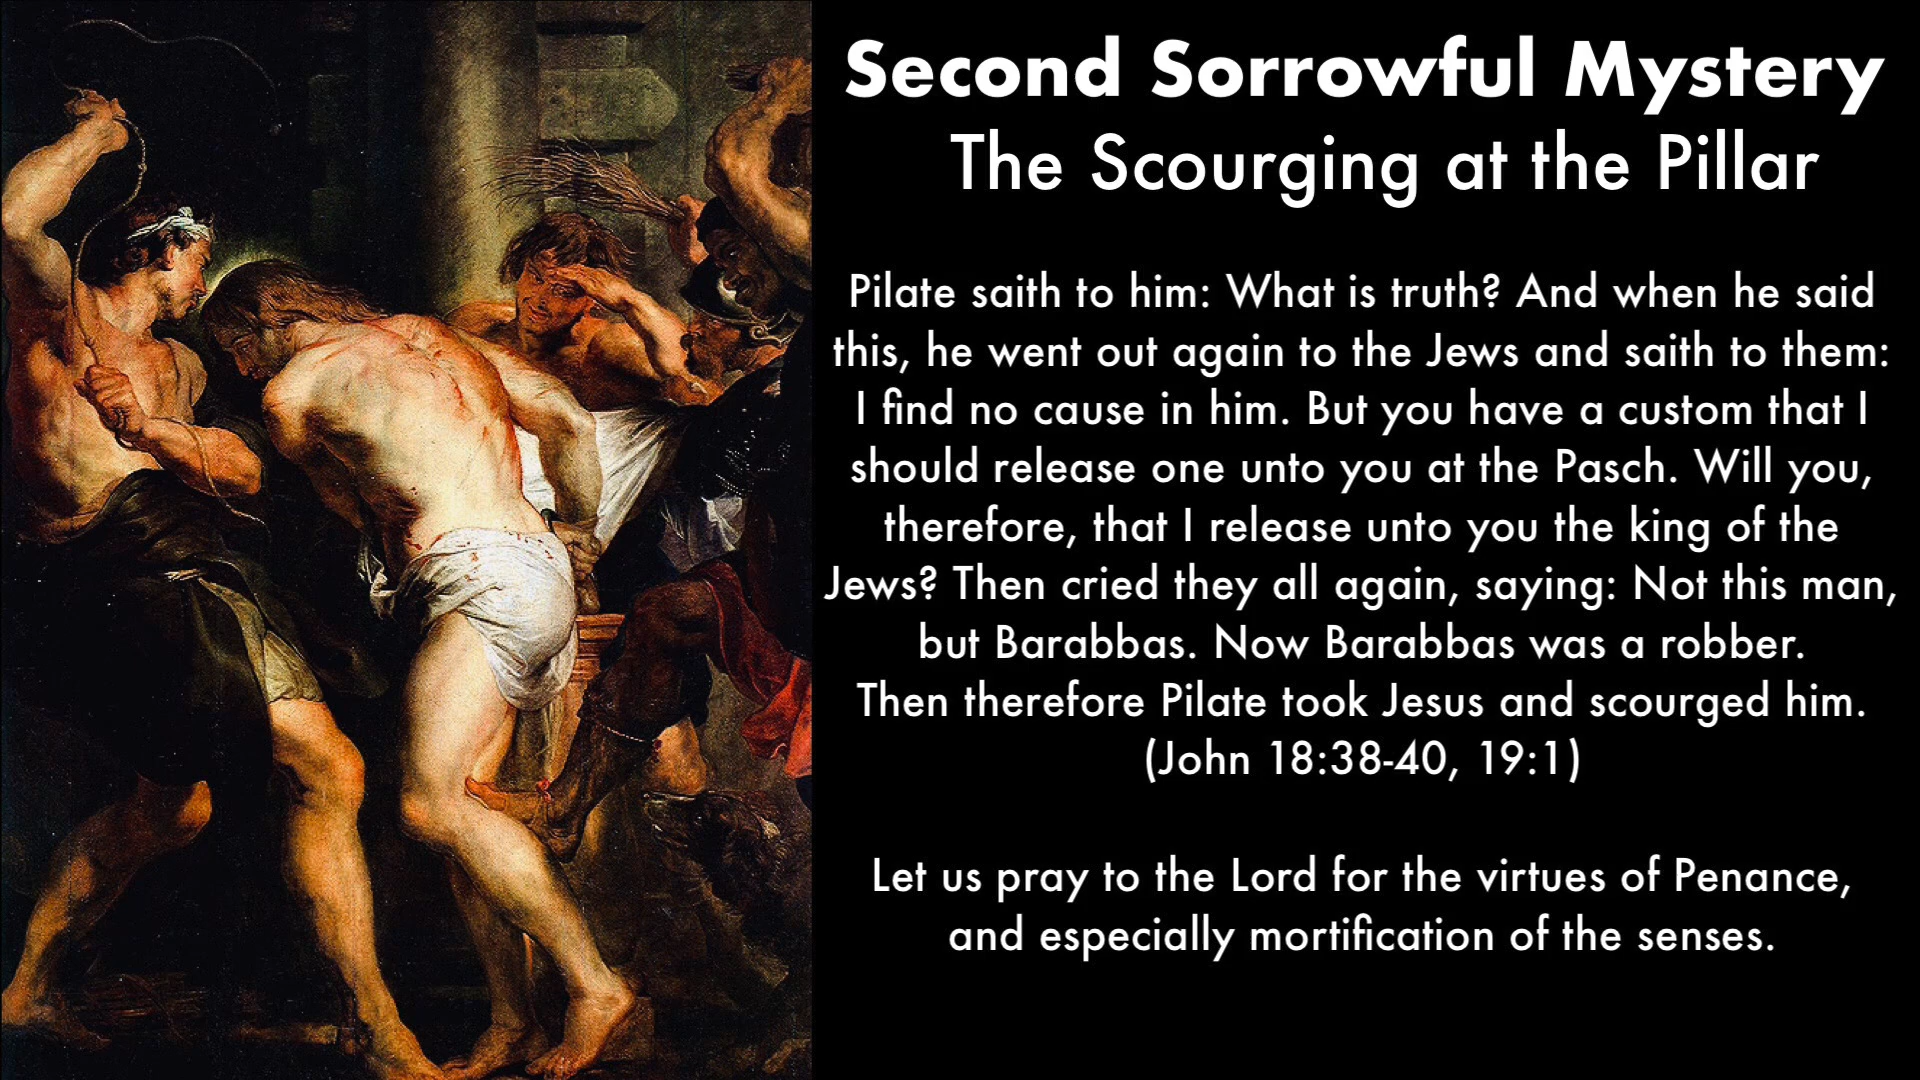 Second Sorrowful Mystery
The Scourging at the Pillar
Pilate saith to him: What is truth? And when he said
this, he went out again to the Jews and saith to them:
I find no cause in him. But you have a custom that I
should release one unto you at the Pasch. Will you,
therefore, that I release unto you the king of the
Jews? Then cried they all again, saying: Not this man,
but Barabbas. Now Barabbas was a robber.
Then therefore Pilate took Jesus and scourged him.
(John 18:38-40, 19:1)
Let us pray to the Lord for the virtues of Penance,
and especially mortification of the senses.